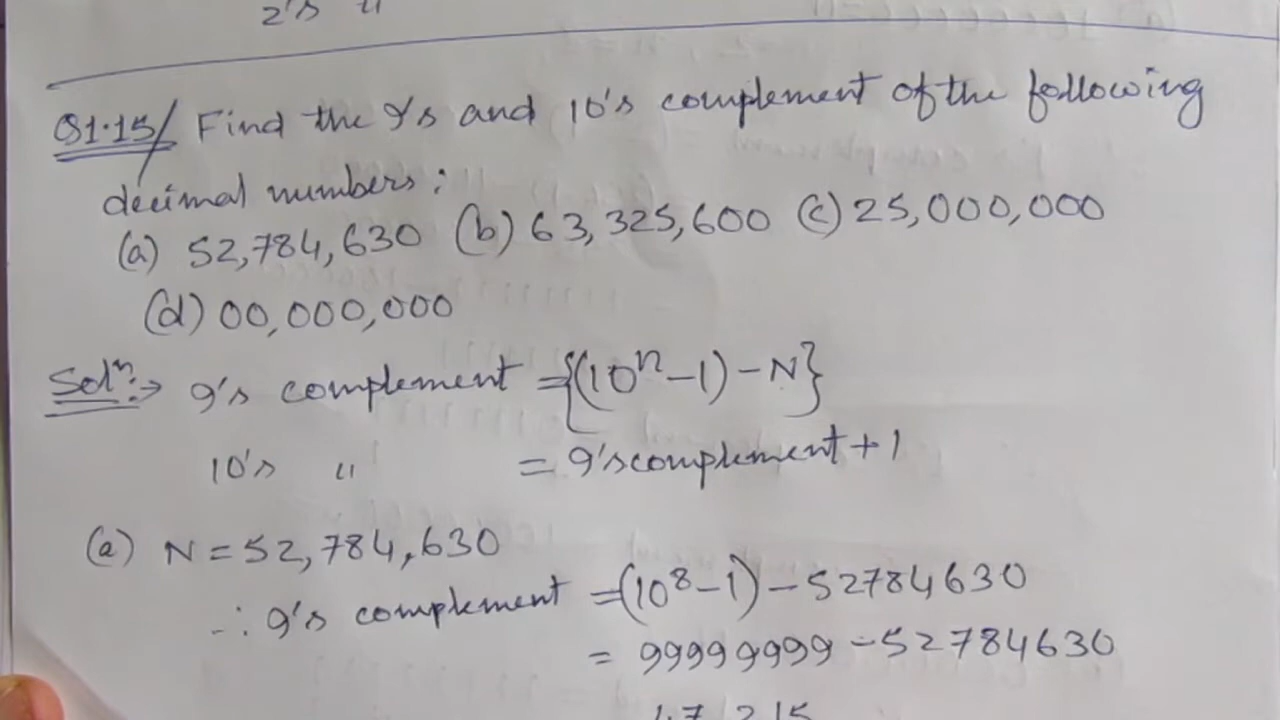 2's "
Q1.15/ Find the 9's and 10's complement of the following
decimal numbers:
(a) 52,784,630 (b) 63,325,600 (c) 25,000,000
(d) 00,000,000
Solⁿ:→ 9's complement = {(10ⁿ-1)-N}
10's " = 9's complement + 1
(a) N = 52,784,630
∴ 9's complement = (10⁸-1) - 52784630
= 99999999 - 52784630